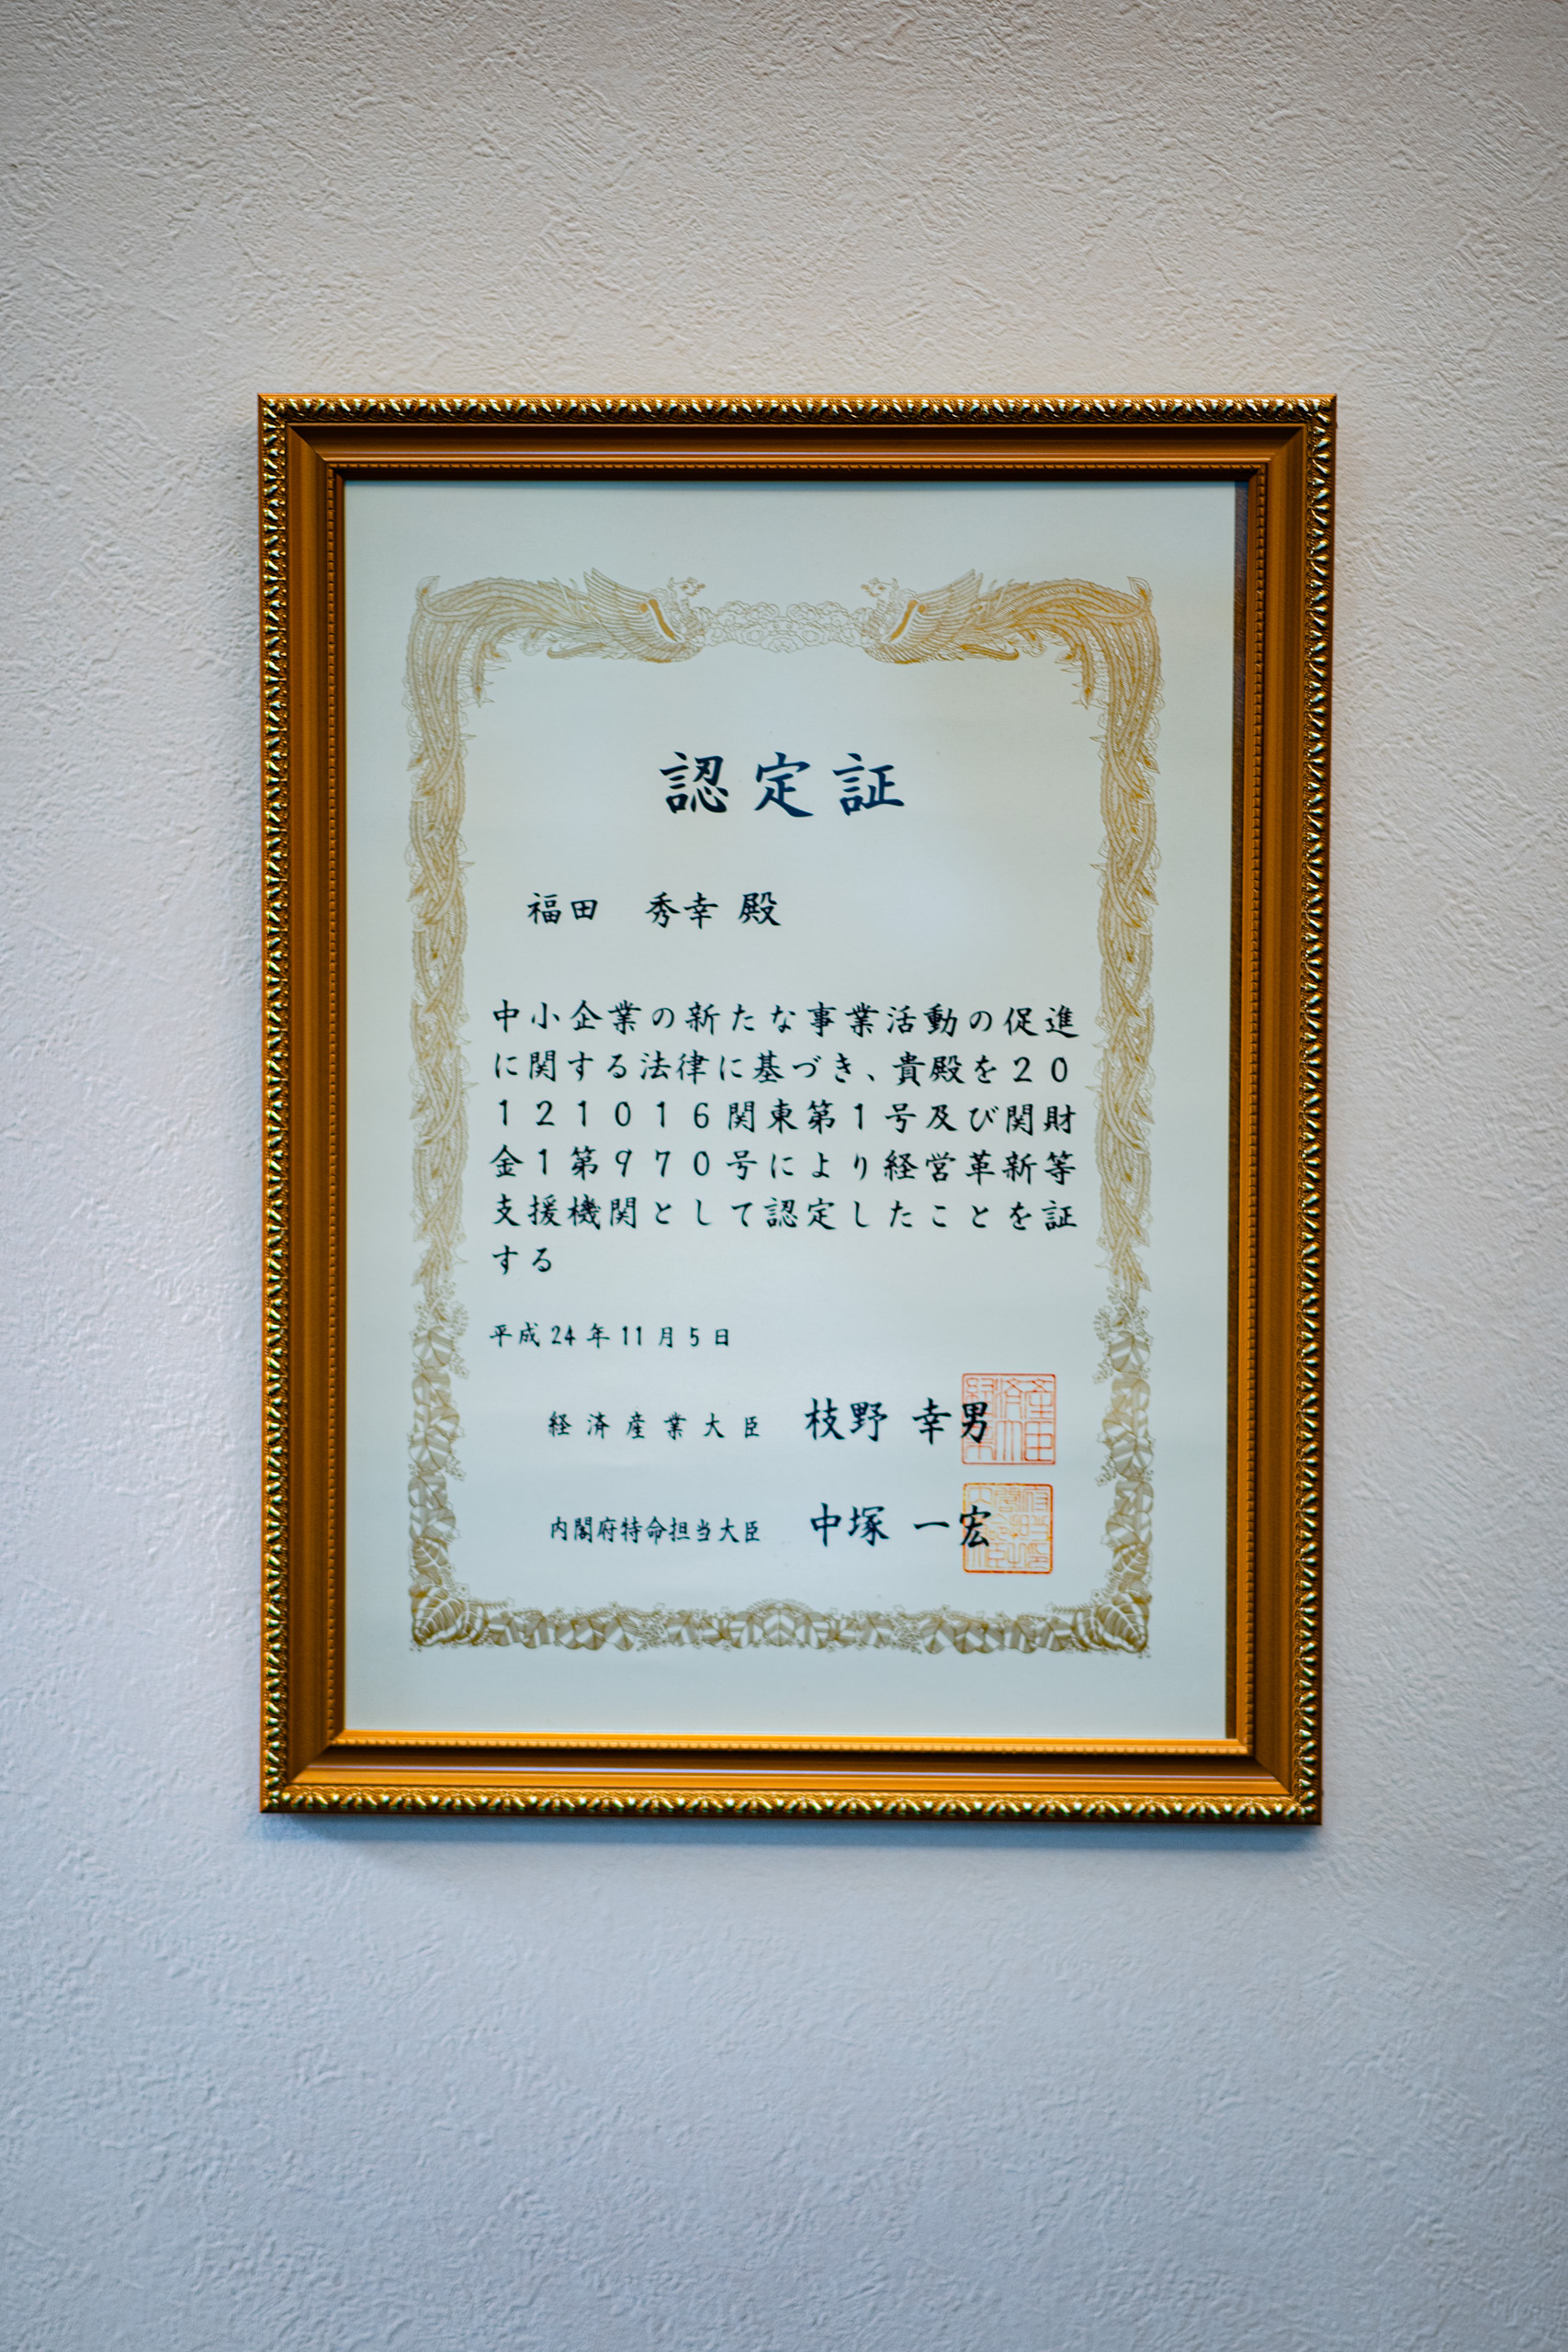 認定証
福田　秀幸 殿
中小企業の新たな事業活動の促進
に関する法律に基づき、貴殿を２０
１２１０１６関東第１号及び関財
金１第９７０号により経営革新等
支援機関として認定したことを証
する
平成24年11月5日
経済産業大臣　枝野 幸男
内閣府特命担当大臣　中塚 一宏